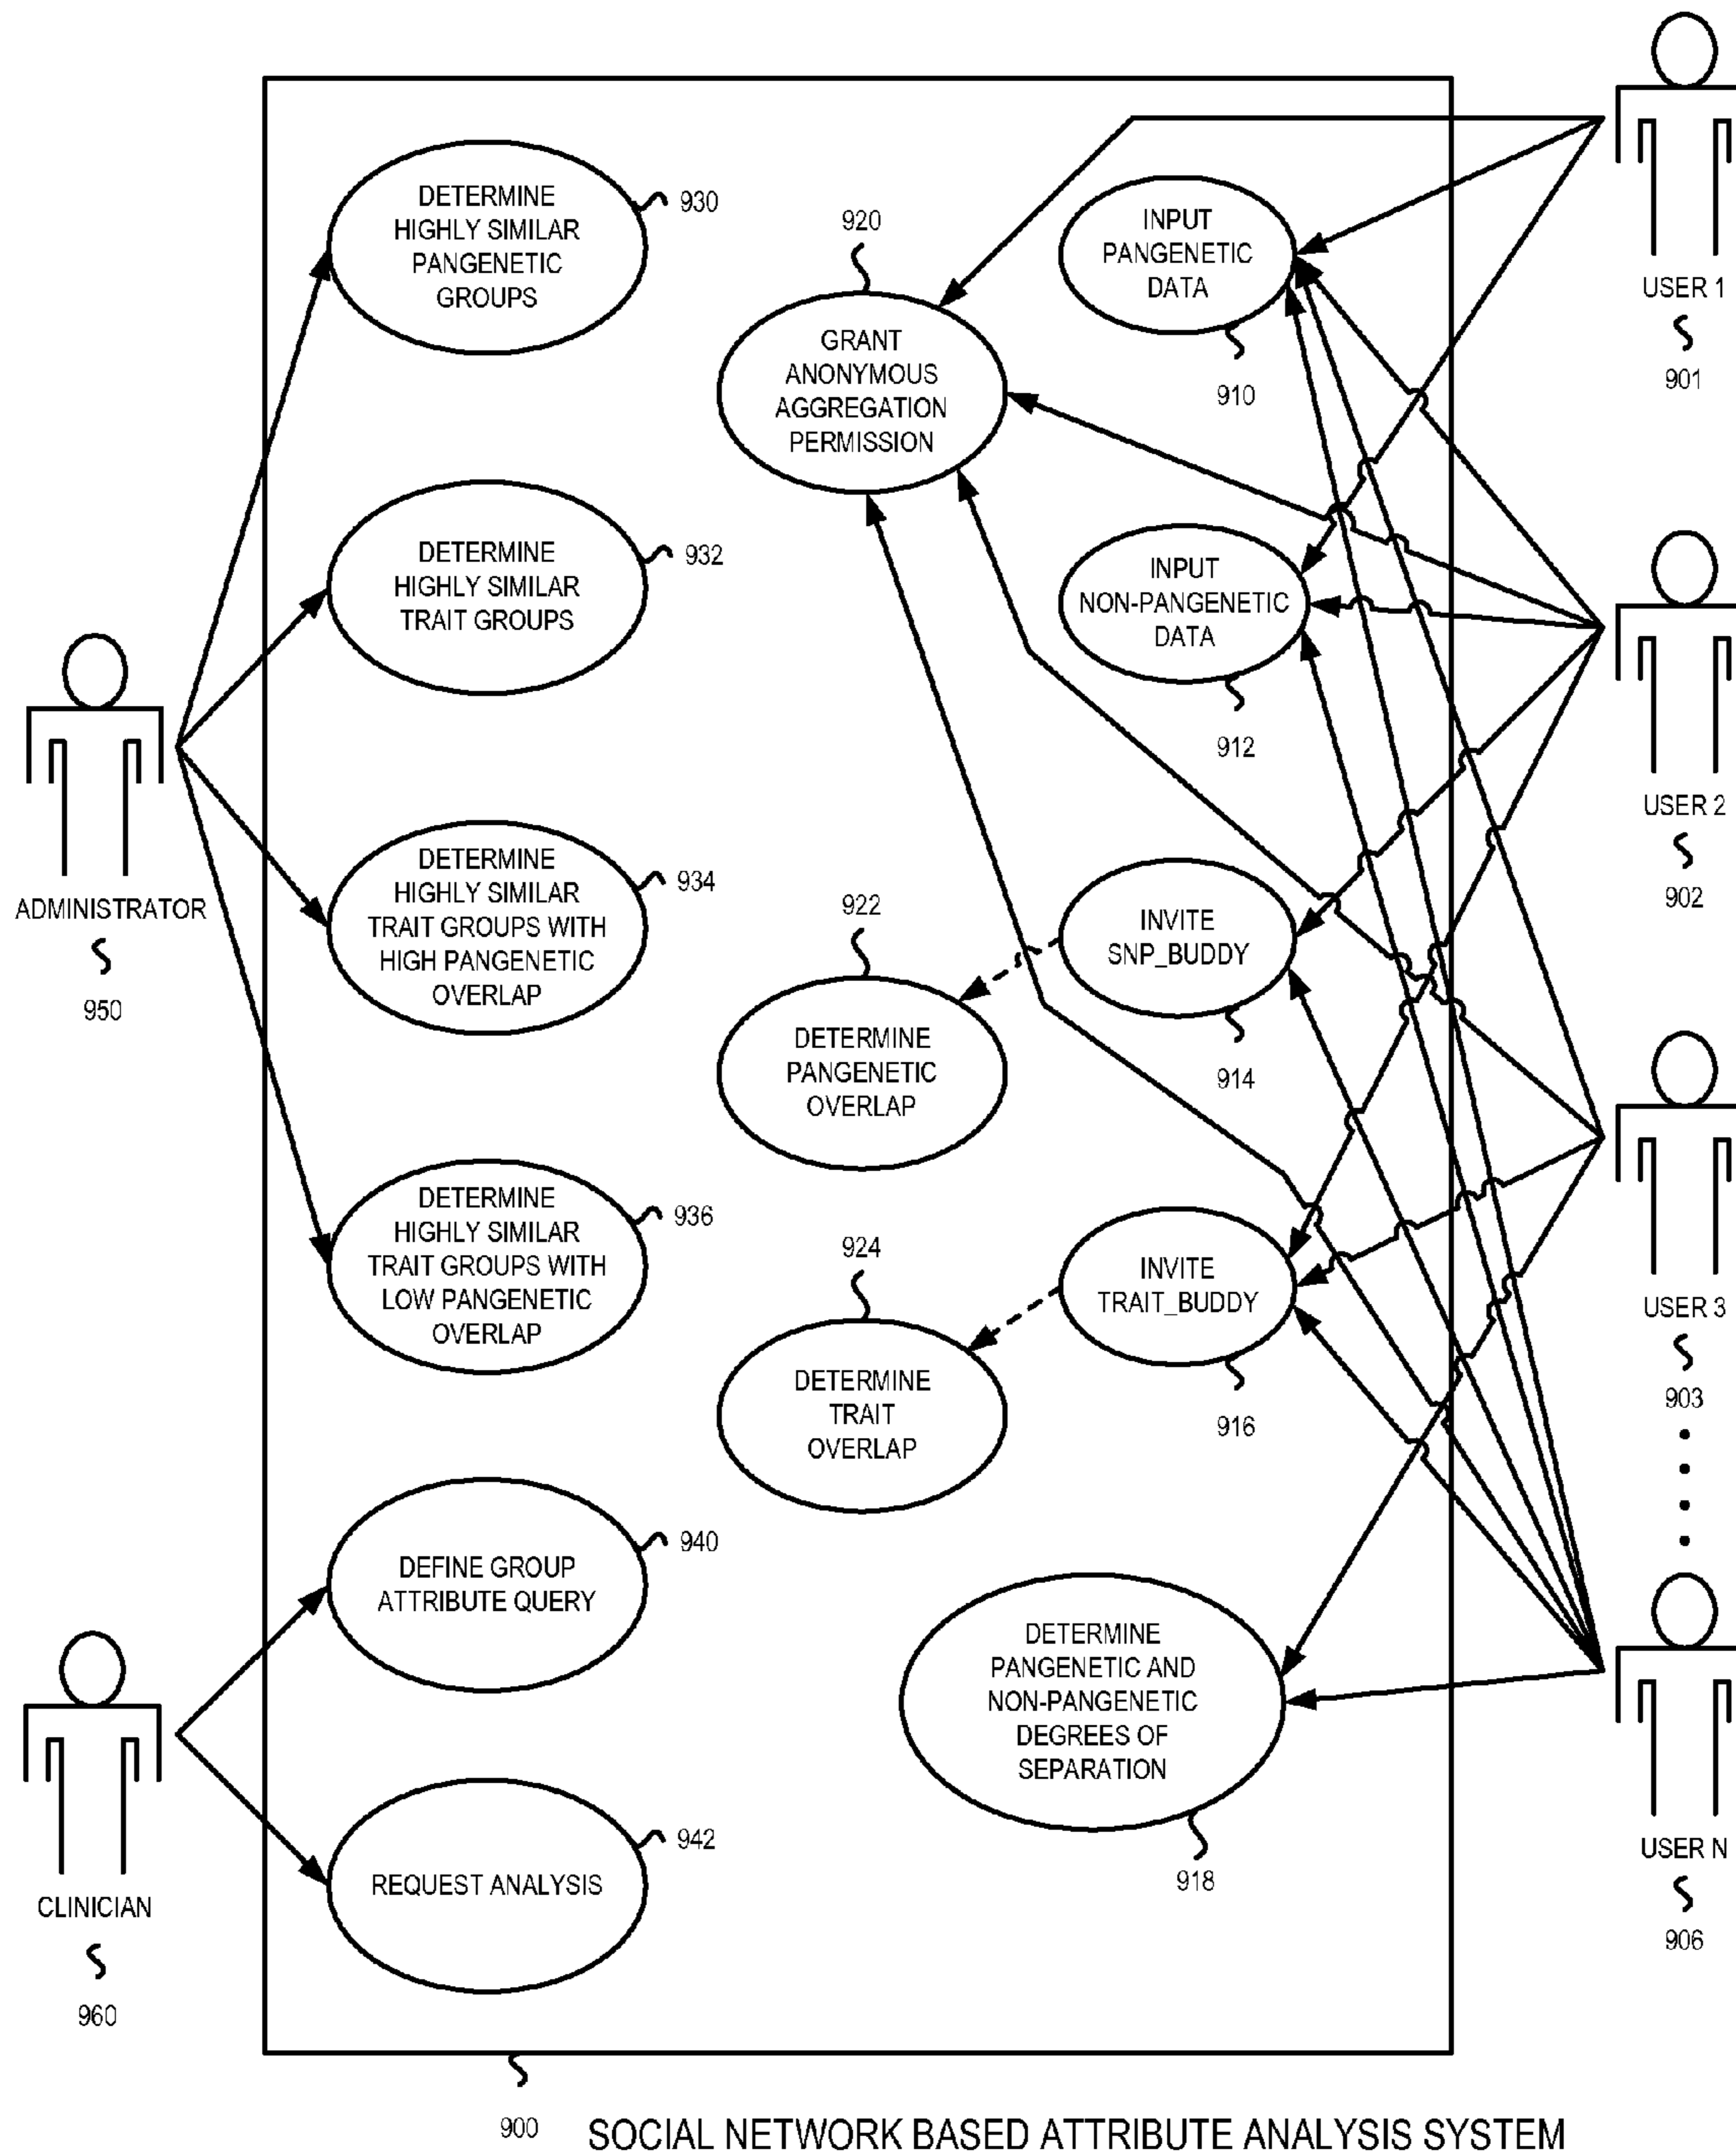 USER 1
901
DETERMINE
HIGHLY SIMILAR
PANGENETIC
GROUPS
930
920
GRANT
ANONYMOUS
AGGREGATION
PERMISSION
INPUT
PANGENETIC
DATA
910
DETERMINE
HIGHLY SIMILAR
TRAIT GROUPS
932
INPUT
NON-PANGENETIC
DATA
912
USER 2
902
ADMINISTRATOR
950
DETERMINE
HIGHLY SIMILAR
TRAIT GROUPS WITH
HIGH PANGENETIC
OVERLAP
934
922
DETERMINE
PANGENETIC
OVERLAP
INVITE
SNP_BUDDY
914
DETERMINE
HIGHLY SIMILAR
TRAIT GROUPS WITH
LOW PANGENETIC
OVERLAP
936
924
DETERMINE
TRAIT
OVERLAP
INVITE
TRAIT_BUDDY
916
USER 3
903
DEFINE GROUP
ATTRIBUTE QUERY
940
DETERMINE
PANGENETIC AND
NON-PANGENETIC
DEGREES OF
SEPARATION
918
USER N
906
CLINICIAN
960
REQUEST ANALYSIS
942
900
SOCIAL NETWORK BASED ATTRIBUTE ANALYSIS SYSTEM